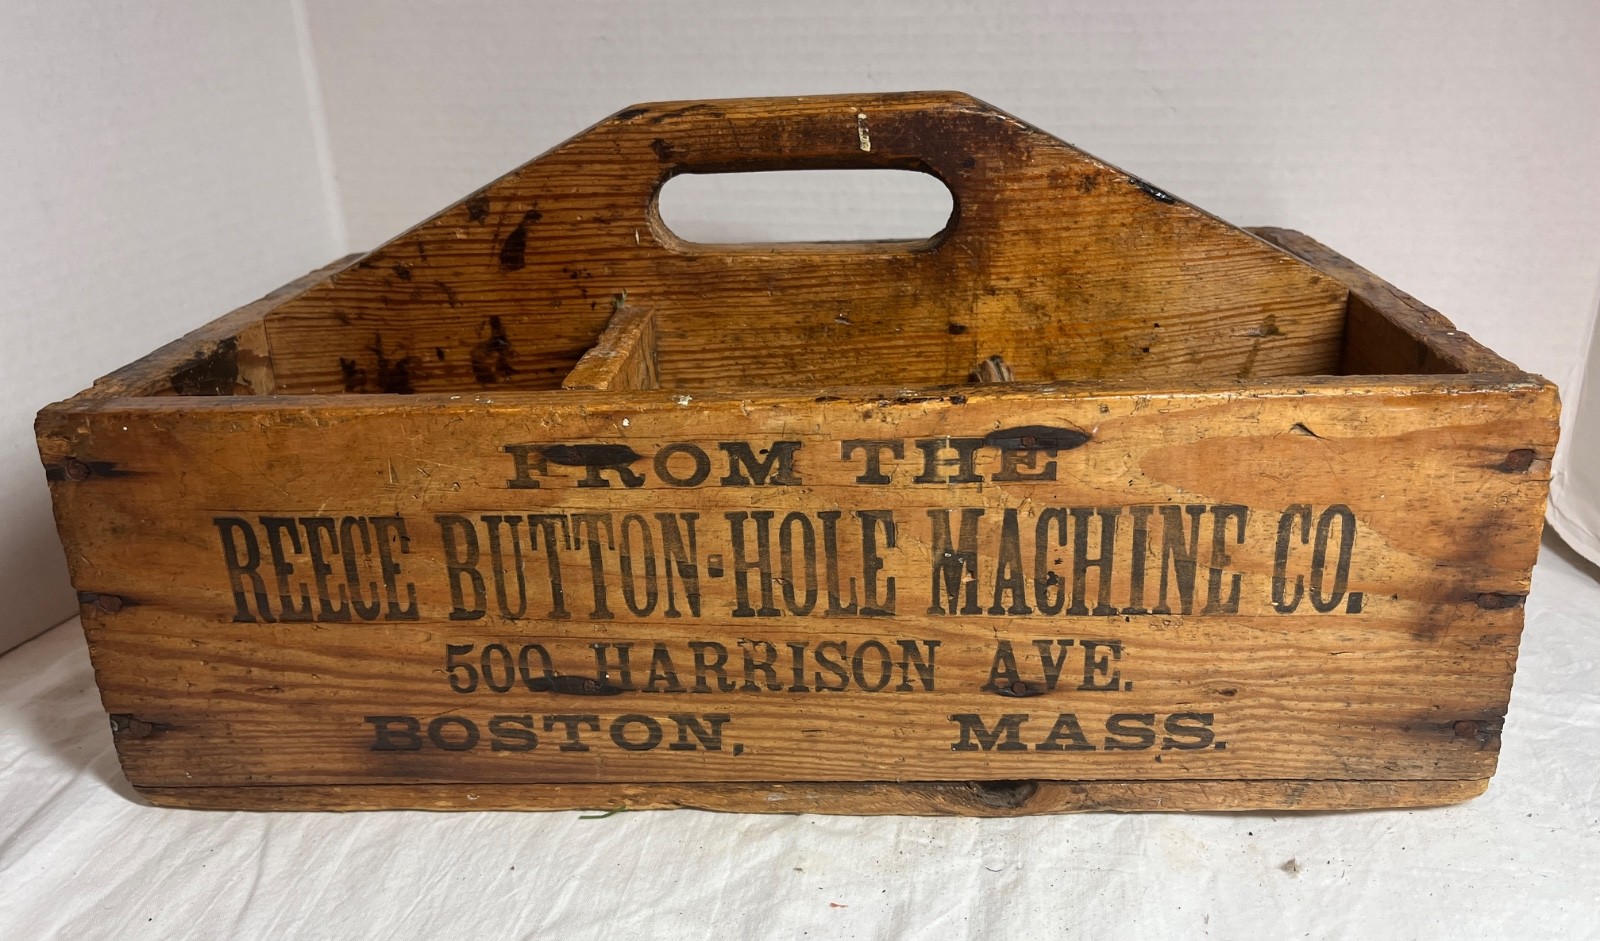 FROM THE
REECE BUTTON-HOLE MACHINE CO.
500 HARRISON AVE.
BOSTON, MASS.